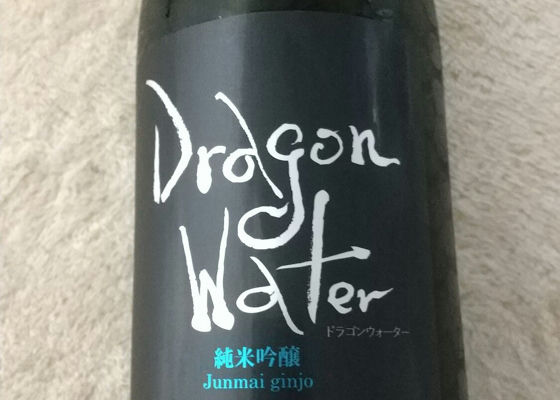 Dragon
Water
ドラゴンウォーター
純米吟醸
Junmai ginjo